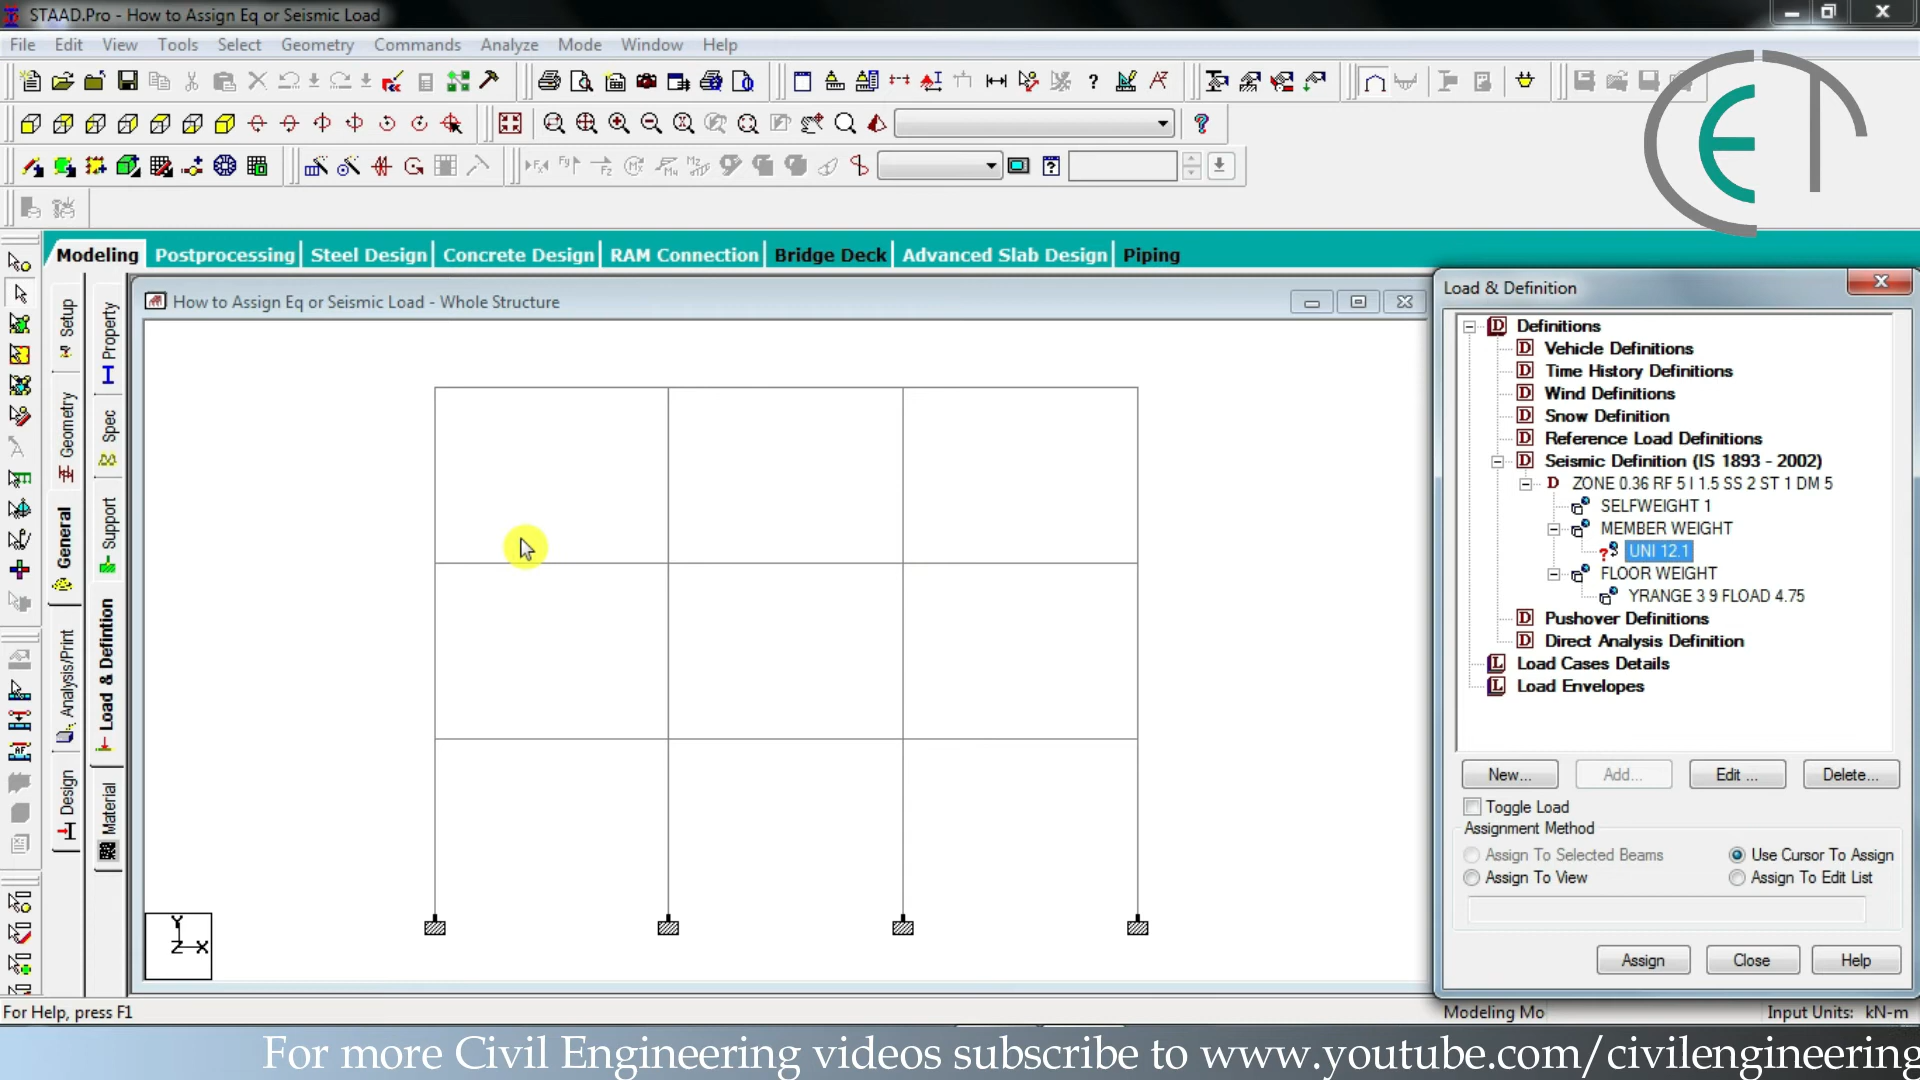 STAAD.Pro - How to Assign Eq or Seismic Load
File Edit View Tools Select Geometry Commands Analyze Mode Window Help
Modeling Postprocessing Steel Design Concrete Design RAM Connection Bridge Deck Advanced Slab Design Piping
How to Assign Eq or Seismic Load - Whole Structure
Setup
Geometry
General
Analysis/Print
Design
Property
Spec
Support
Load & Definition
Material
Y
Z X
Load & Definition
Definitions
Vehicle Definitions
Time History Definitions
Wind Definitions
Snow Definition
Reference Load Definitions
Seismic Definition (IS 1893 - 2002)
ZONE 0.36 RF 5 I 1.5 SS 2 ST 1 DM 5
SELFWEIGHT 1
MEMBER WEIGHT
UNI 12.1
FLOOR WEIGHT
YRANGE 3 9 FLOAD 4.75
Pushover Definitions
Direct Analysis Definition
Load Cases Details
Load Envelopes
New... Add... Edit ... Delete...
Toggle Load
Assignment Method
Assign To Selected Beams Use Cursor To Assign
Assign To View Assign To Edit List
Assign Close Help
For Help, press F1 Modeling Mo Input Units: kN-m
For more Civil Engineering videos subscribe to www.youtube.com/civilengineering